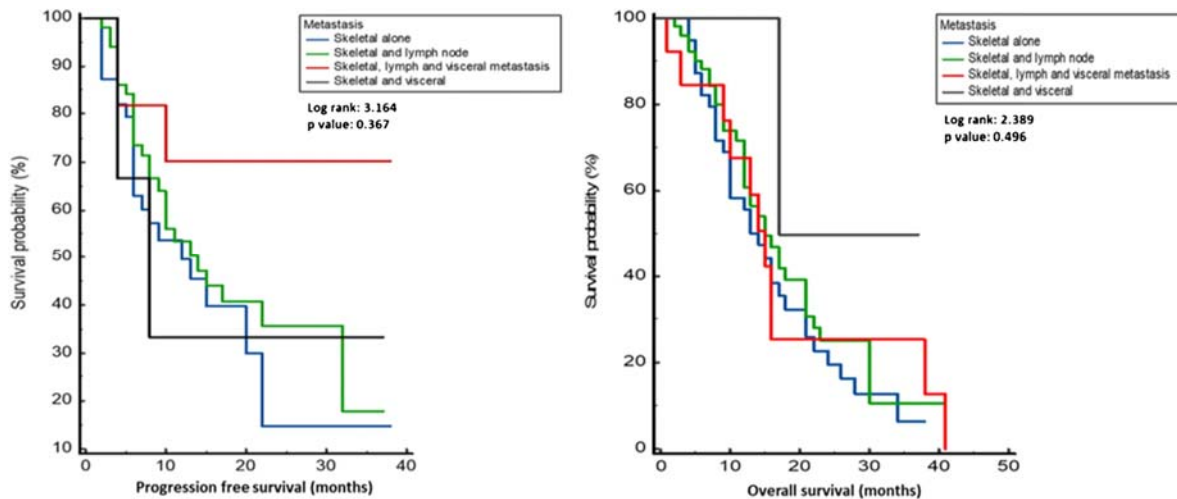 Metastasis
Skeletal alone
Skeletal and lymph node
Skeletal, lymph and visceral metastasis
Skeletal and visceral
Log rank: 3.164
p value: 0.367
Survival probability (%)
100
90
80
70
60
50
40
30
20
10
0 10 20 30 40
Progression free survival (months)
Metastasis
Skeletal alone
Skeletal and lymph node
Skeletal, lymph and visceral metastasis
Skeletal and visceral
Log rank: 2.389
p value: 0.496
Survival probability (%)
100
80
60
40
20
0
0 10 20 30 40 50
Overall survival (months)